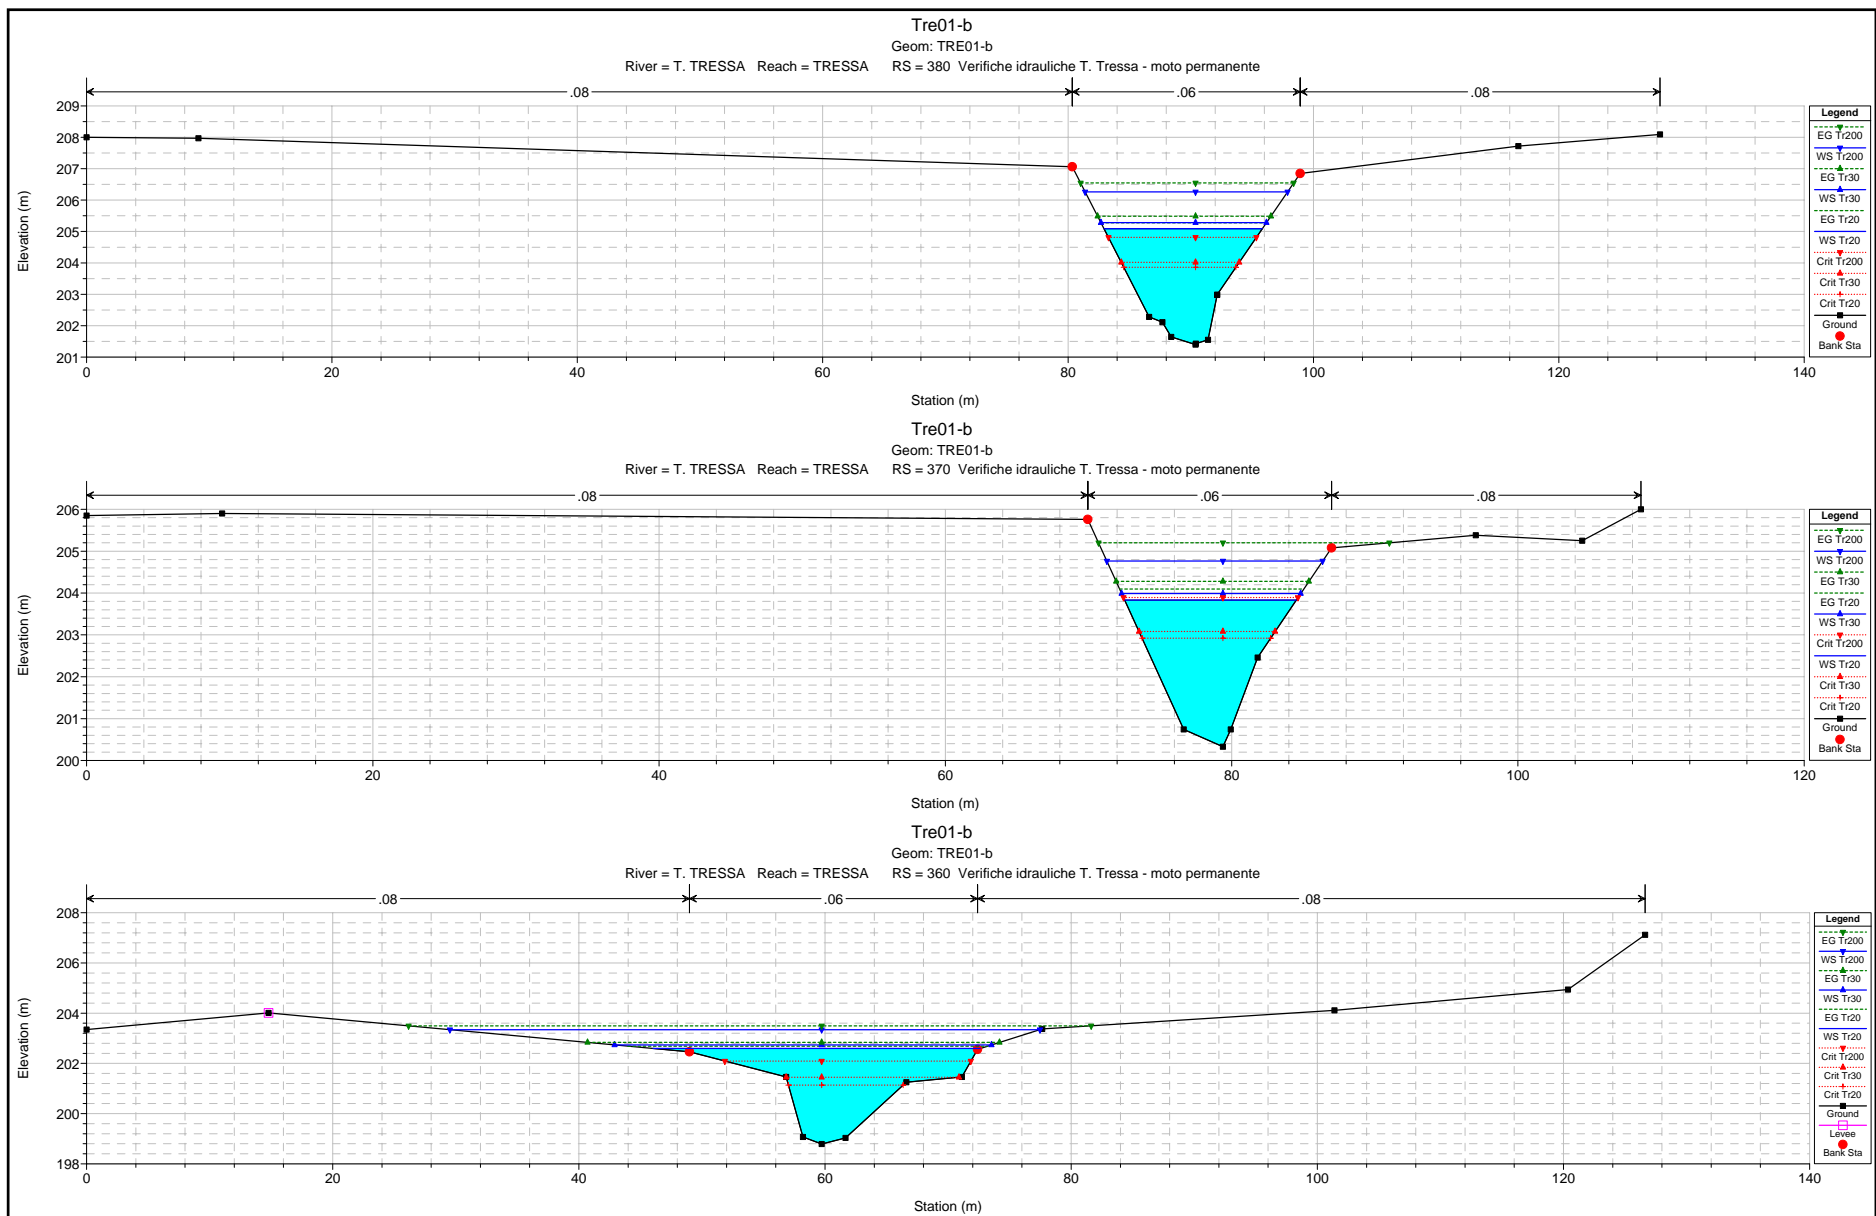 Tre01-b
Geom: TRE01-b
River = T. TRESSA Reach = TRESSA RS = 380 Verifiche idrauliche T. Tressa - moto permanente
.08 .06 .08
209
208
207
206
205
204
203
202
201
Elevation (m)
0 20 40 60 80 100 120 140
Station (m)
Legend
EG Tr200
WS Tr200
EG Tr30
WS Tr30
EG Tr20
WS Tr20
Crit Tr200
Crit Tr30
Crit Tr20
Ground
Bank Sta
Tre01-b
Geom: TRE01-b
River = T. TRESSA Reach = TRESSA RS = 370 Verifiche idrauliche T. Tressa - moto permanente
.08 .06 .08
206
205
204
203
202
201
200
Elevation (m)
0 20 40 60 80 100 120
Station (m)
Legend
EG Tr200
WS Tr200
EG Tr30
EG Tr20
WS Tr30
Crit Tr200
WS Tr20
Crit Tr30
Crit Tr20
Ground
Bank Sta
Tre01-b
Geom: TRE01-b
River = T. TRESSA Reach = TRESSA RS = 360 Verifiche idrauliche T. Tressa - moto permanente
.08 .06 .08
208
206
204
202
200
198
Elevation (m)
0 20 40 60 80 100 120 140
Station (m)
Legend
EG Tr200
WS Tr200
EG Tr30
WS Tr30
EG Tr20
WS Tr20
Crit Tr200
Crit Tr30
Crit Tr20
Ground
Levee
Bank Sta